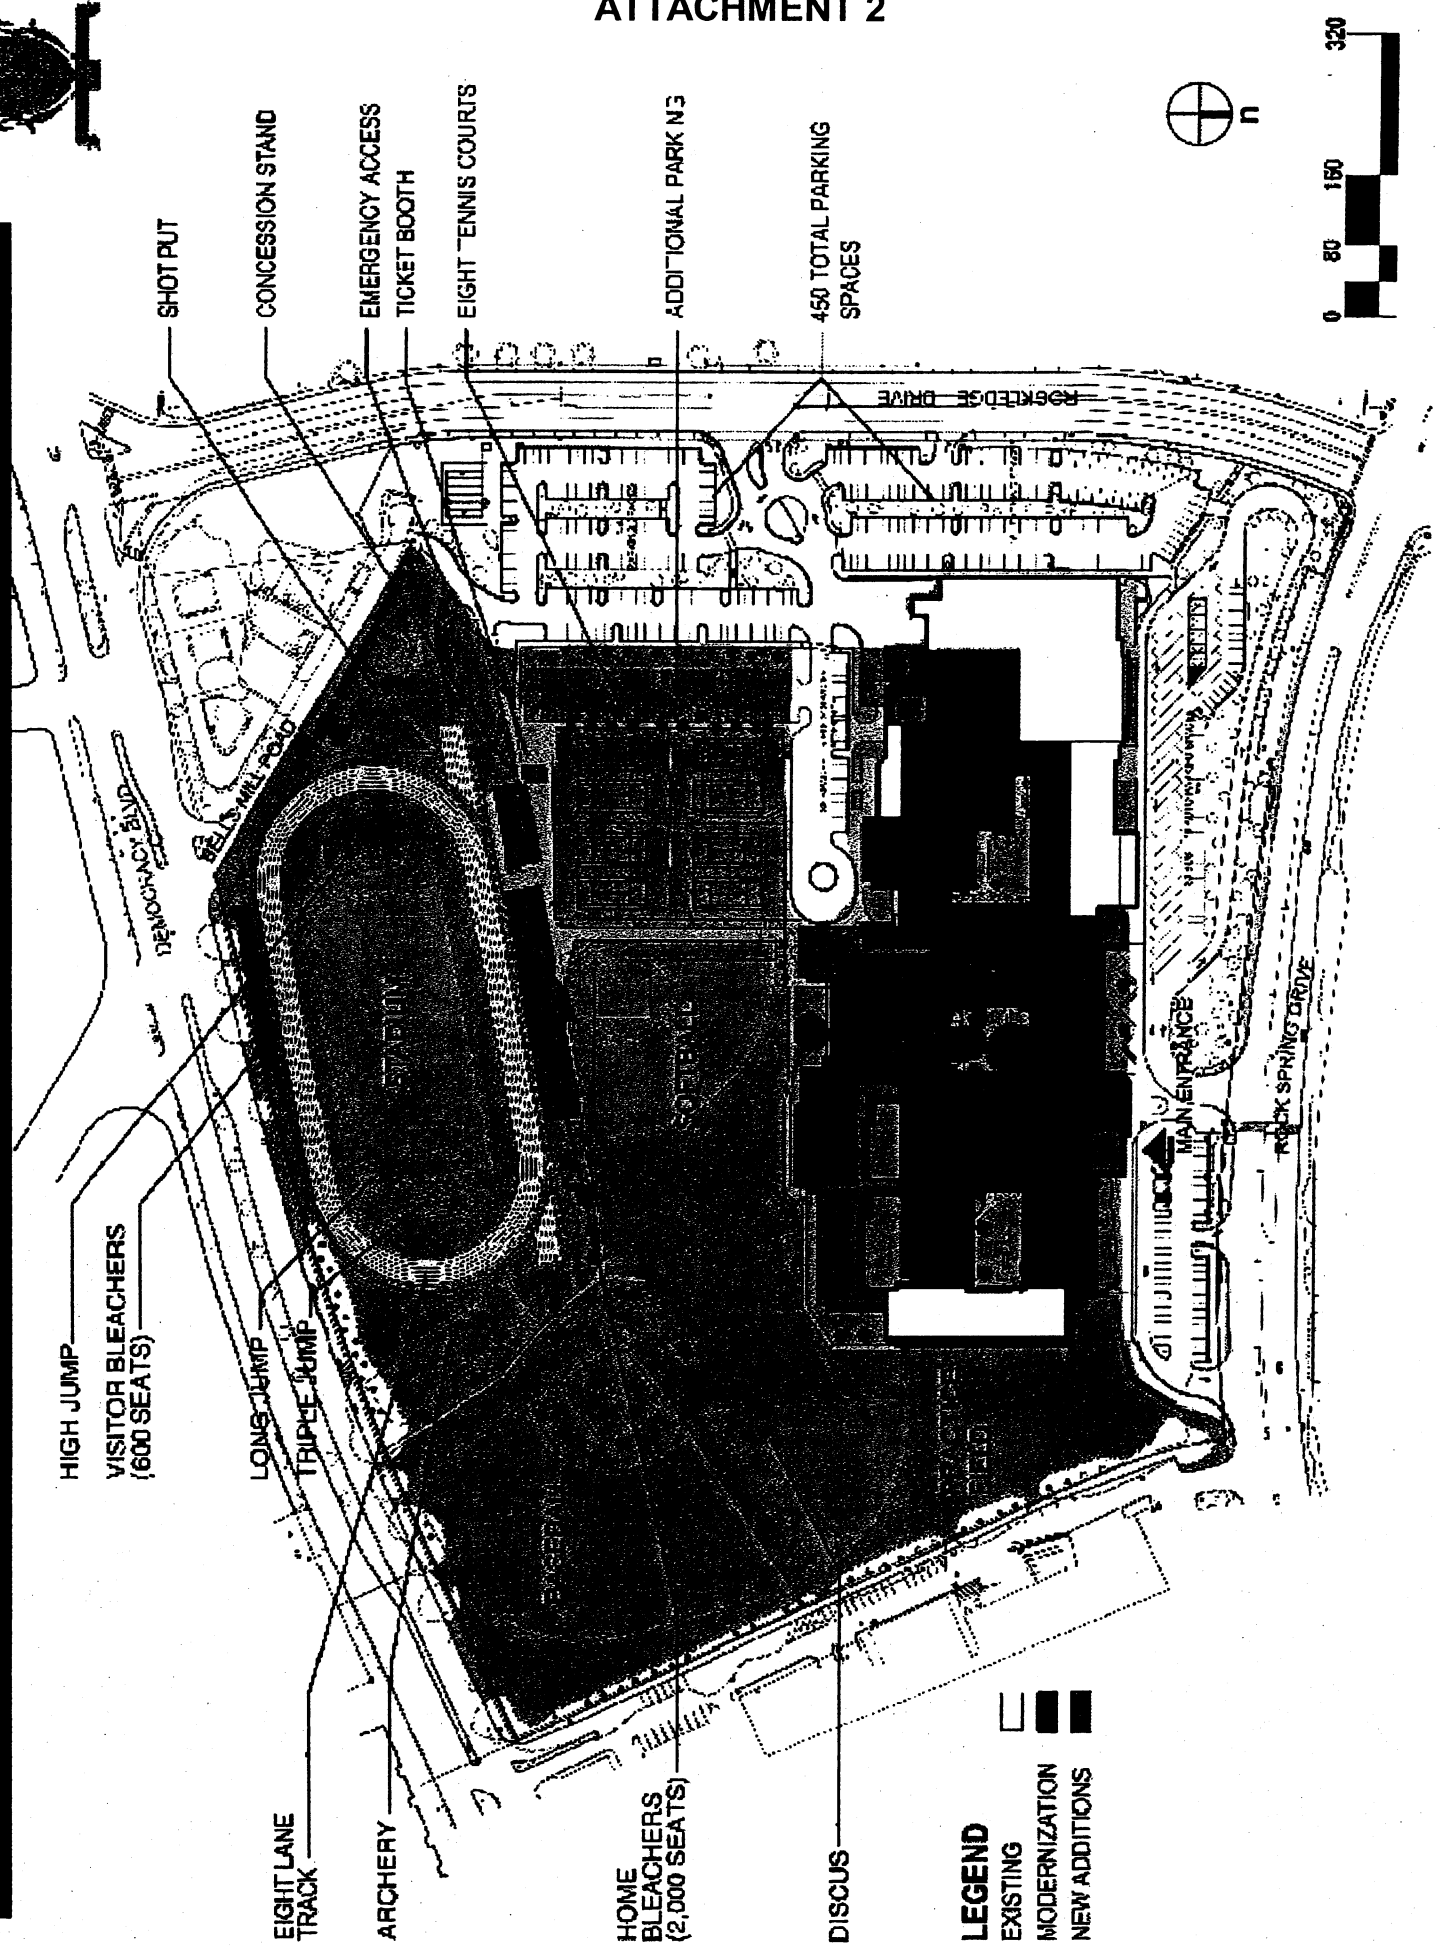 ATTACHMENT 2
SHOT PUT
CONCESSION STAND
EMERGENCY ACCESS
TICKET BOOTH
EIGHT TENNIS COURTS
ADDITIONAL PARKNG
450 TOTAL PARKING
SPACES
0 80 160 320
n
ROCKLEDGE DRIVE
DEMOCRACY BLVD
BELLS MILL ROAD
STADIUM
SOFTBALL
BASEBALL
MAIN ENTRANCE
ROCK SPRING DRIVE
HIGH JUMP
VISITOR BLEACHERS
(600 SEATS)
LONG JUMP
TRIPLE JUMP
EIGHT LANE
TRACK
ARCHERY
HOME
BLEACHERS
(2,000 SEATS)
DISCUS
LEGEND
EXISTING
MODERNIZATION
NEW ADDITIONS